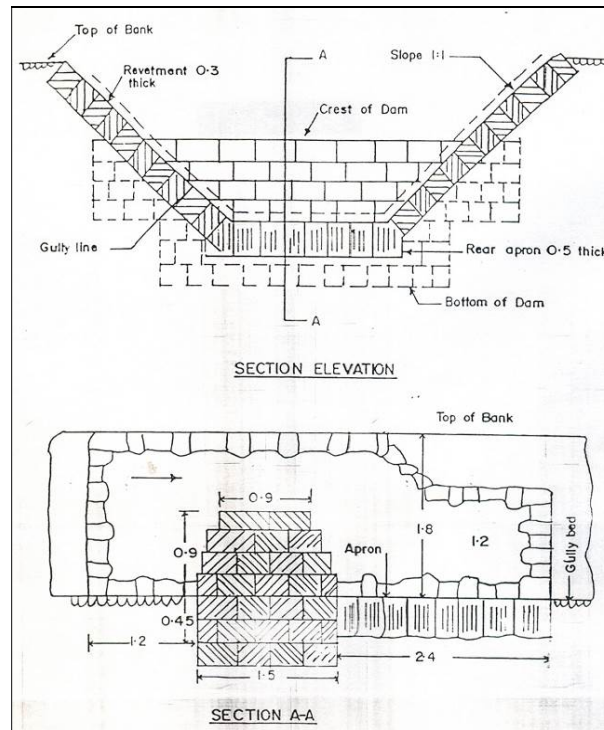 Top of Bank
Revetment 0.3
thick
A
Slope 1:1
Crest of Dam
Gully line
Rear apron 0.5 thick
Bottom of Dam
A
SECTION ELEVATION
Top of Bank
0.9
0.9
1.8
1.2
Apron
Gully bed
0.45
1.2
2.4
1.5
SECTION A-A